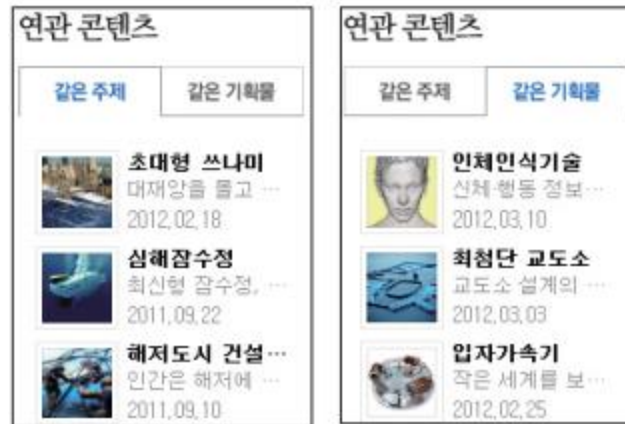 연관 콘텐츠
같은 주제 같은 기획물
초대형 쓰나미
대재앙을 몰고 …
2012.02.18
심해잠수정
최신형 잠수정, …
2011.09.22
해저도시 건설…
인간은 해저에 …
2011.09.10
연관 콘텐츠
같은 주제 같은 기획물
인체인식기술
신체·행동 정보…
2012.03.10
최첨단 교도소
교도소 설계의 …
2012.03.03
입자가속기
작은 세계를 보…
2012.02.25